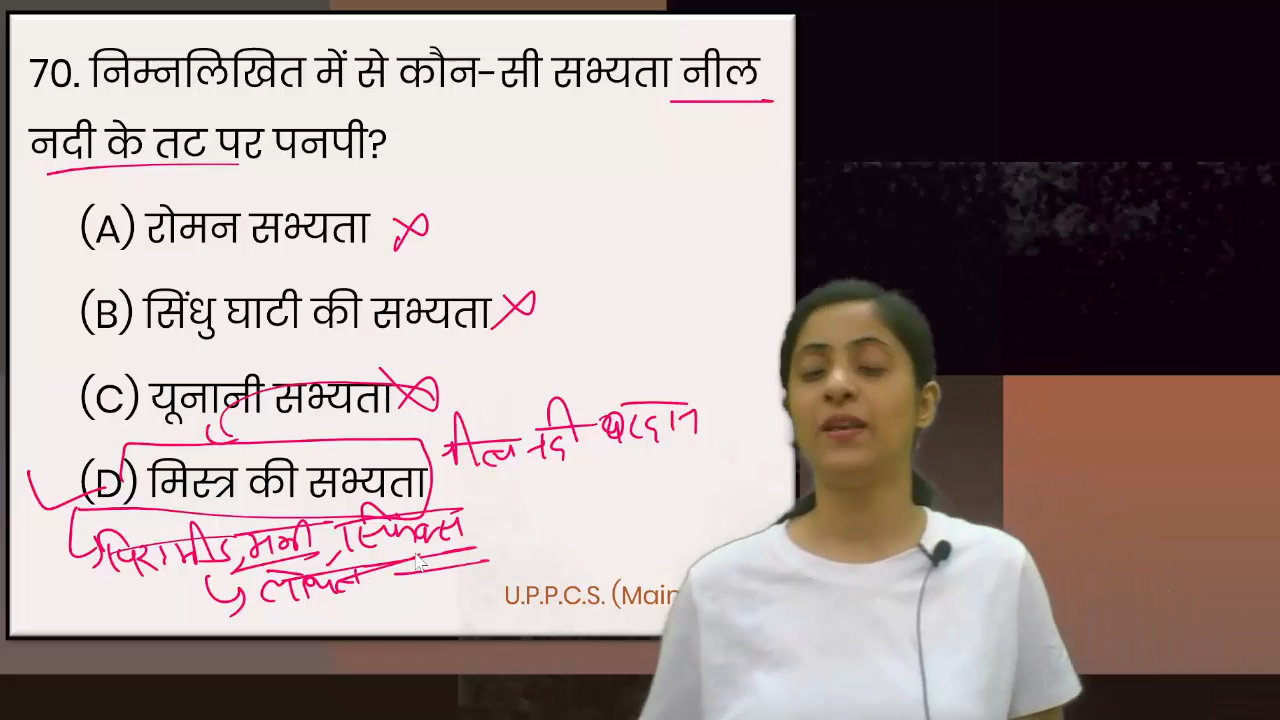 70. निम्नलिखित में से कौन-सी सभ्यता नील
नदी के तट पर पनपी?
(A) रोमन सभ्यता
(B) सिंधु घाटी की सभ्यता
(C) यूनानी सभ्यता
नील नदी वरदान
(D) मिस्त्र की सभ्यता
पिरामीड, ममी, स्फिंक्स
U.P.P.C.S. (Main